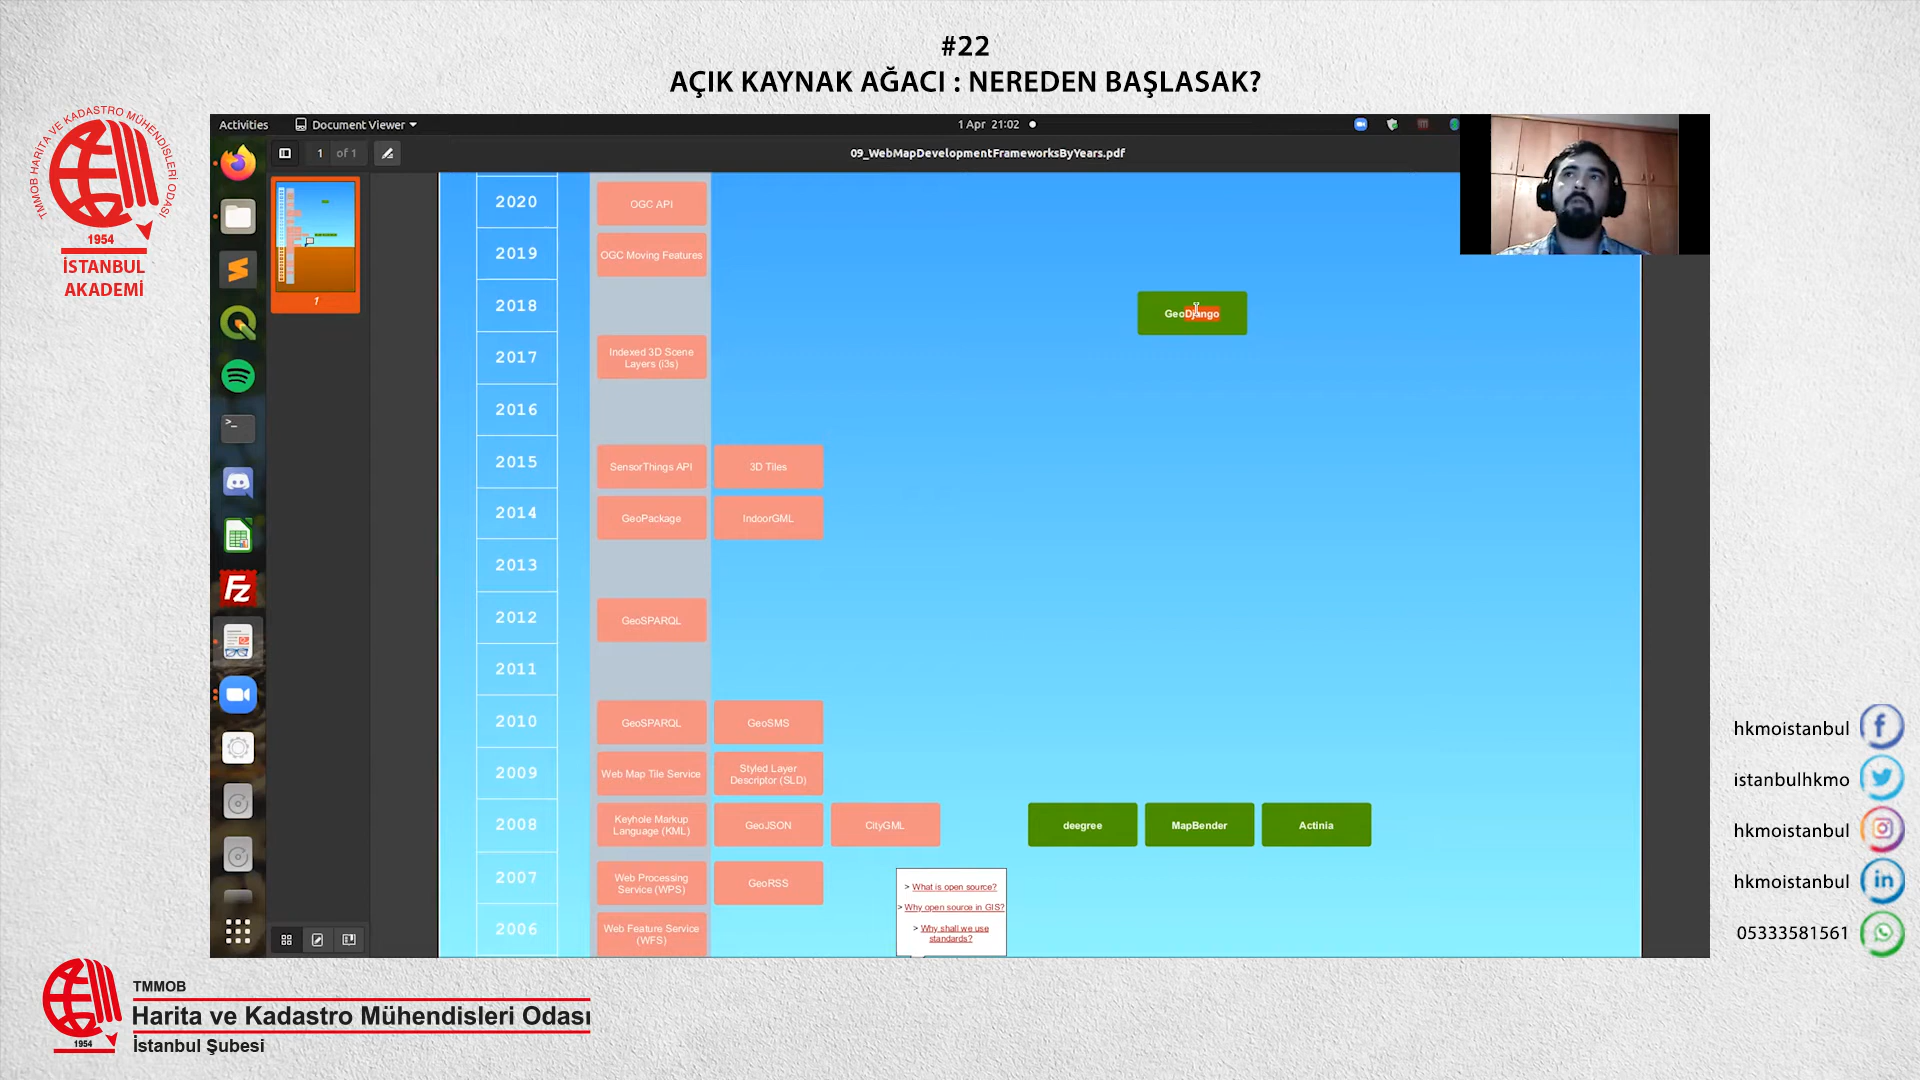 #22
AÇIK KAYNAK AĞACI : NEREDEN BAŞLASAK?
TMMOB HARİTA VE KADASTRO MÜHENDİSLERİ ODASI
1954
İSTANBUL
AKADEMİ
Activities
Document Viewer
1 Apr 21:02
1 of 1
09_WebMapDevelopmentFrameworksByYears.pdf
1
2020
OGC API
2019
OGC Moving Features
2018
GeoDjango
2017
Indexed 3D Scene
Layers (i3s)
2016
2015
SensorThings API
3D Tiles
2014
GeoPackage
IndoorGML
2013
2012
GeoSPARQL
2011
2010
GeoSPARQL
GeoSMS
2009
Web Map Tile Service
Styled Layer
Descriptor (SLD)
2008
Keyhole Markup
Language (KML)
GeoJSON
CityGML
deegree
MapBender
Actinia
2007
Web Processing
Service (WPS)
GeoRSS
> What is open source?
> Why open source in GIS?
> Why shall we use
standards?
2006
Web Feature Service
(WFS)
hkmoistanbul
istanbulhkmo
hkmoistanbul
hkmoistanbul
05333581561
1954
TMMOB
Harita ve Kadastro Mühendisleri Odası
İstanbul Şubesi